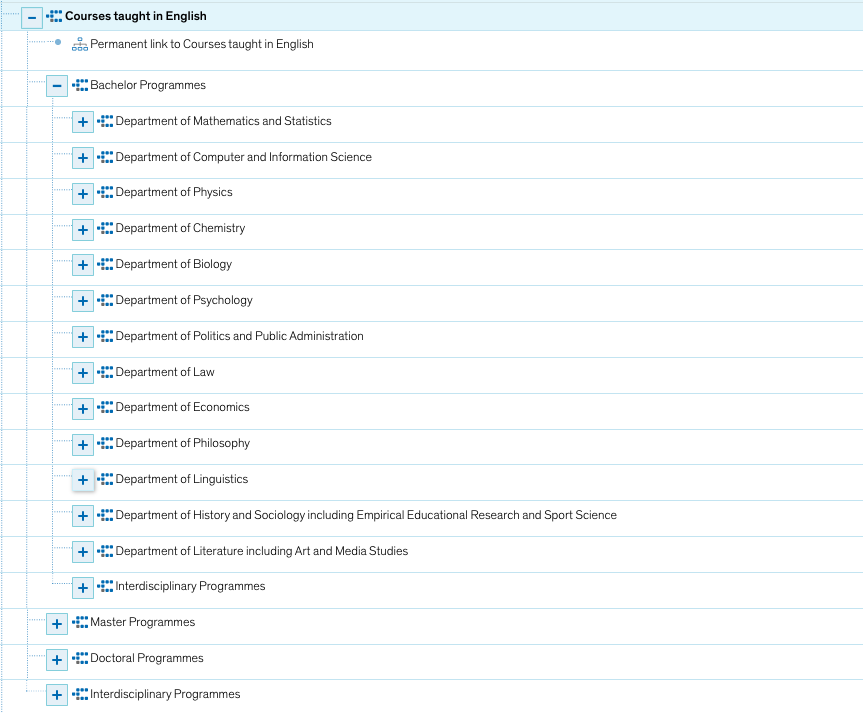 Courses taught in English
Permanent link to Courses taught in English
Bachelor Programmes
Department of Mathematics and Statistics
Department of Computer and Information Science
Department of Physics
Department of Chemistry
Department of Biology
Department of Psychology
Department of Politics and Public Administration
Department of Law
Department of Economics
Department of Philosophy
Department of Linguistics
Department of History and Sociology including Empirical Educational Research and Sport Science
Department of Literature including Art and Media Studies
Interdisciplinary Programmes
Master Programmes
Doctoral Programmes
Interdisciplinary Programmes